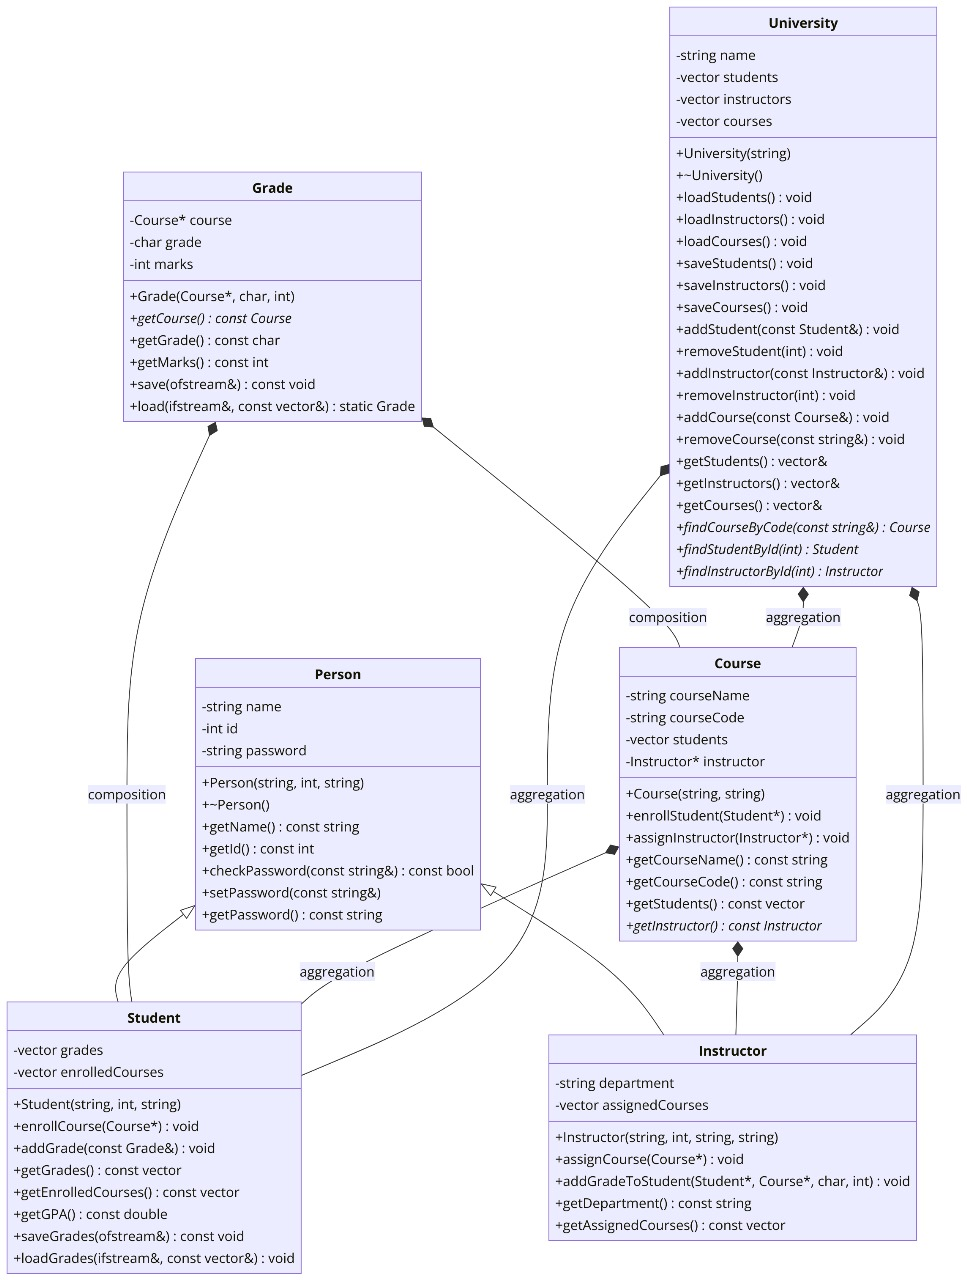 University
-string name
-vector students
-vector instructors
-vector courses
+University(string)
+~University()
+loadStudents() : void
+loadInstructors() : void
+loadCourses() : void
+saveStudents() : void
+saveInstructors() : void
+saveCourses() : void
+addStudent(const Student&) : void
+removeStudent(int) : void
+addInstructor(const Instructor&) : void
+removeInstructor(int) : void
+addCourse(const Course&) : void
+removeCourse(const string&) : void
+getStudents() : vector&
+getInstructors() : vector&
+getCourses() : vector&
+findCourseByCode(const string&) : Course
+findStudentById(int) : Student
+findInstructorById(int) : Instructor
Grade
-Course* course
-char grade
-int marks
+Grade(Course*, char, int)
+getCourse() : const Course
+getGrade() : const char
+getMarks() : const int
+save(ofstream&) : const void
+load(ifstream&, const vector&) : static Grade
composition
aggregation
Person
-string name
-int id
-string password
+Person(string, int, string)
+~Person()
+getName() : const string
+getId() : const int
+checkPassword(const string&) : const bool
+setPassword(const string&)
+getPassword() : const string
Course
-string courseName
-string courseCode
-vector students
-Instructor* instructor
+Course(string, string)
+enrollStudent(Student*) : void
+assignInstructor(Instructor*) : void
+getCourseName() : const string
+getCourseCode() : const string
+getStudents() : const vector
+getInstructor() : const Instructor
composition
aggregation
aggregation
aggregation
aggregation
Student
-vector grades
-vector enrolledCourses
+Student(string, int, string)
+enrollCourse(Course*) : void
+addGrade(const Grade&) : void
+getGrades() : const vector
+getEnrolledCourses() : const vector
+getGPA() : const double
+saveGrades(ofstream&) : const void
+loadGrades(ifstream&, const vector&) : void
Instructor
-string department
-vector assignedCourses
+Instructor(string, int, string, string)
+assignCourse(Course*) : void
+addGradeToStudent(Student*, Course*, char, int) : void
+getDepartment() : const string
+getAssignedCourses() : const vector